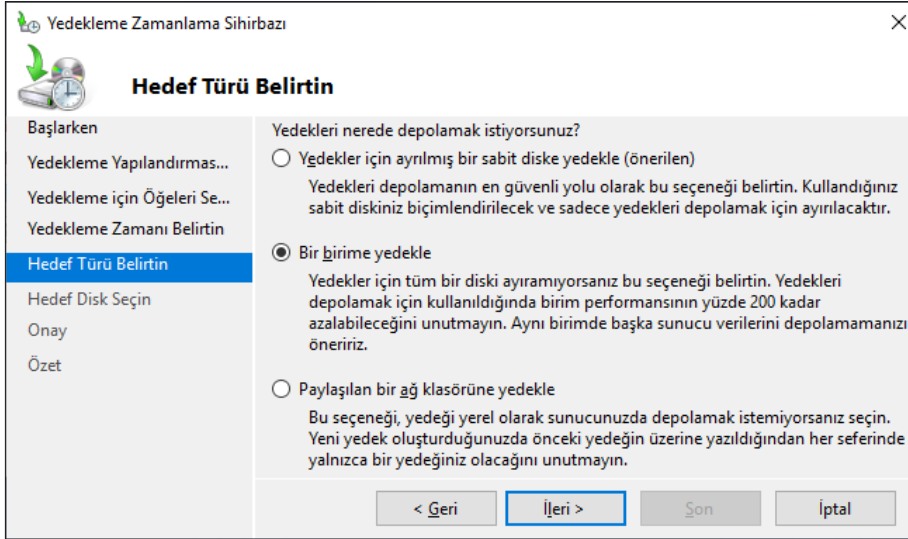 Yedekleme Zamanlama Sihirbazı
Hedef Türü Belirtin
Başlarken
Yedekleme Yapılandırmas...
Yedekleme için Öğeleri Se...
Yedekleme Zamanı Belirtin
Hedef Türü Belirtin
Hedef Disk Seçin
Onay
Özet
Yedekleri nerede depolamak istiyorsunuz?
Yedekler için ayrılmış bir sabit diske yedekle (önerilen)
Yedekleri depolamanın en güvenli yolu olarak bu seçeneği belirtin. Kullandığınız
sabit diskiniz biçimlendirilecek ve sadece yedekleri depolamak için ayırılacaktır.
Bir birime yedekle
Yedekler için tüm bir diski ayıramıyorsanız bu seçeneği belirtin. Yedekleri
depolamak için kullanıldığında birim performansının yüzde 200 kadar
azalabileceğini unutmayın. Aynı birimde başka sunucu verilerini depolamamanızı
öneririz.
Paylaşılan bir ağ klasörüne yedekle
Bu seçeneği, yedeği yerel olarak sunucunuzda depolamak istemiyorsanız seçin.
Yeni yedek oluşturduğunuzda önceki yedeğin üzerine yazıldığından her seferinde
yalnızca bir yedeğiniz olacağını unutmayın.
< Geri
İleri >
Son
İptal